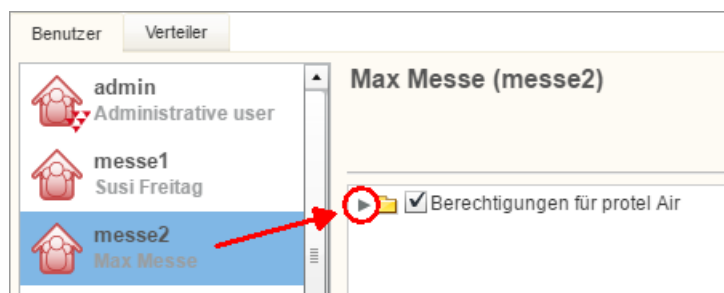 Benutzer
Verteiler
admin
Administrative user
messe1
Susi Freitag
messe2
Max Messe
Max Messe (messe2)
Berechtigungen für protel Air